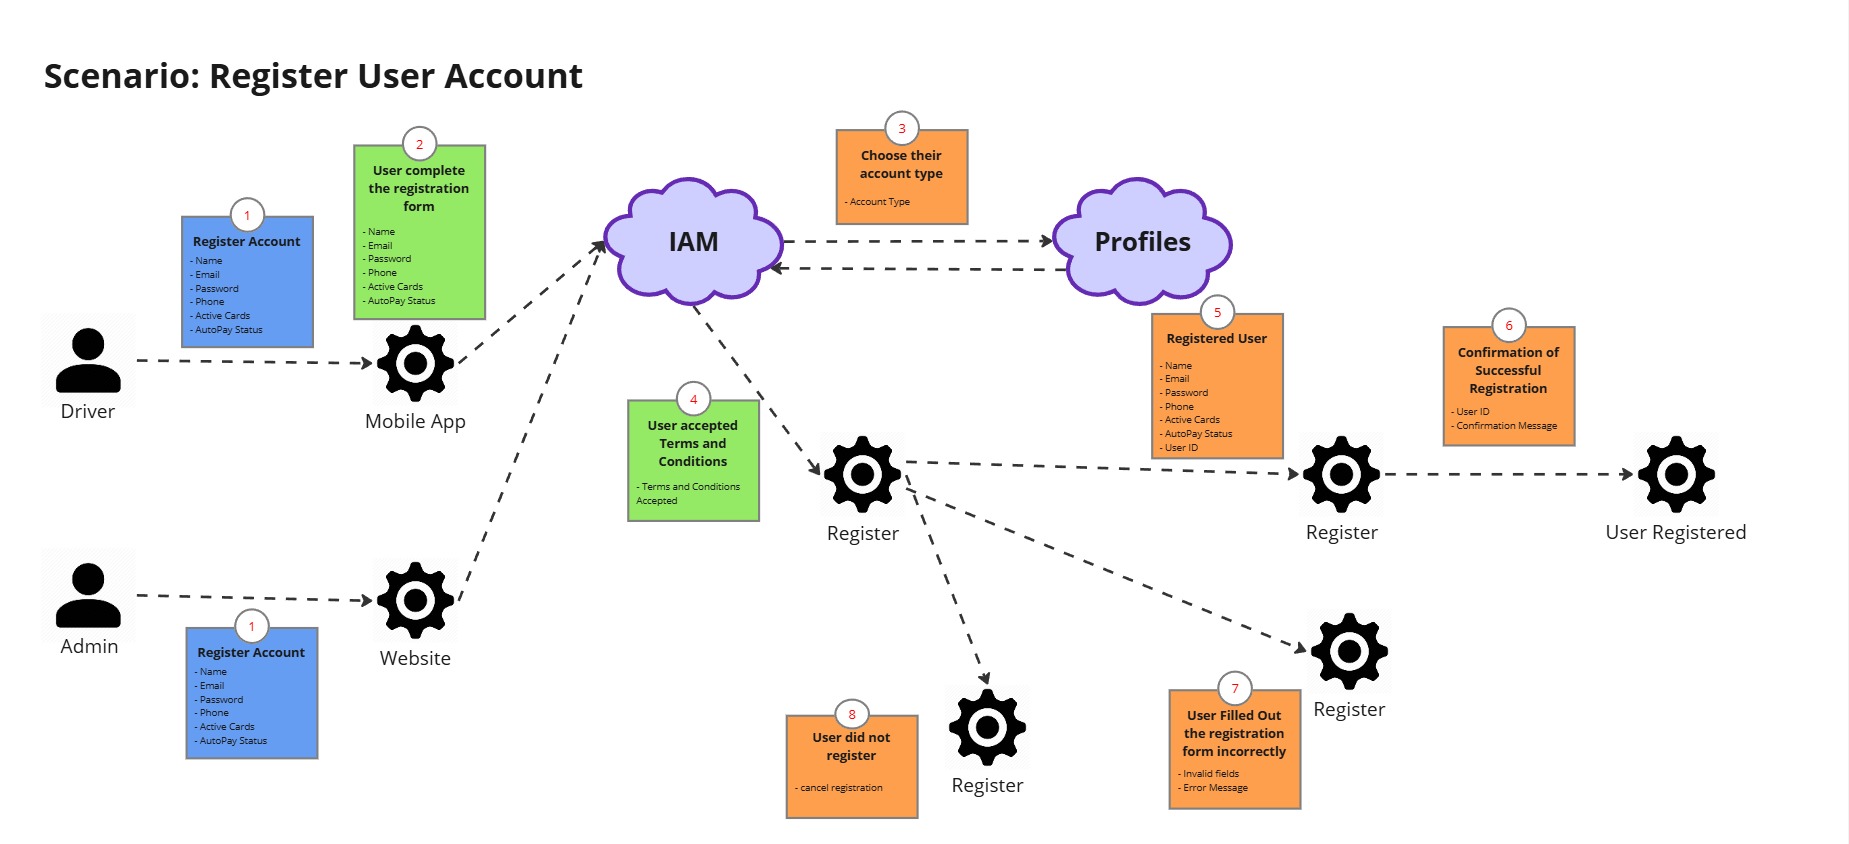 Scenario: Register User Account
1
Register Account
- Name
- Email
- Password
- Phone
- Active Cards
- AutoPay Status
2
User complete
the registration
form
- Name
- Email
- Password
- Phone
- Active Cards
- AutoPay Status
Driver
Mobile App
IAM
3
Choose their
account type
- Account Type
Profiles
4
User accepted
Terms and
Conditions
- Terms and Conditions
Accepted
Register
5
Registered User
- Name
- Email
- Password
- Phone
- Active Cards
- AutoPay Status
- User ID
Register
6
Confirmation of
Successful
Registration
- User ID
- Confirmation Message
User Registered
Admin
Website
1
Register Account
- Name
- Email
- Password
- Phone
- Active Cards
- AutoPay Status
8
User did not
register
- cancel registration
Register
7
User Filled Out
the registration
form incorrectly
- Invalid fields
- Error Message
Register